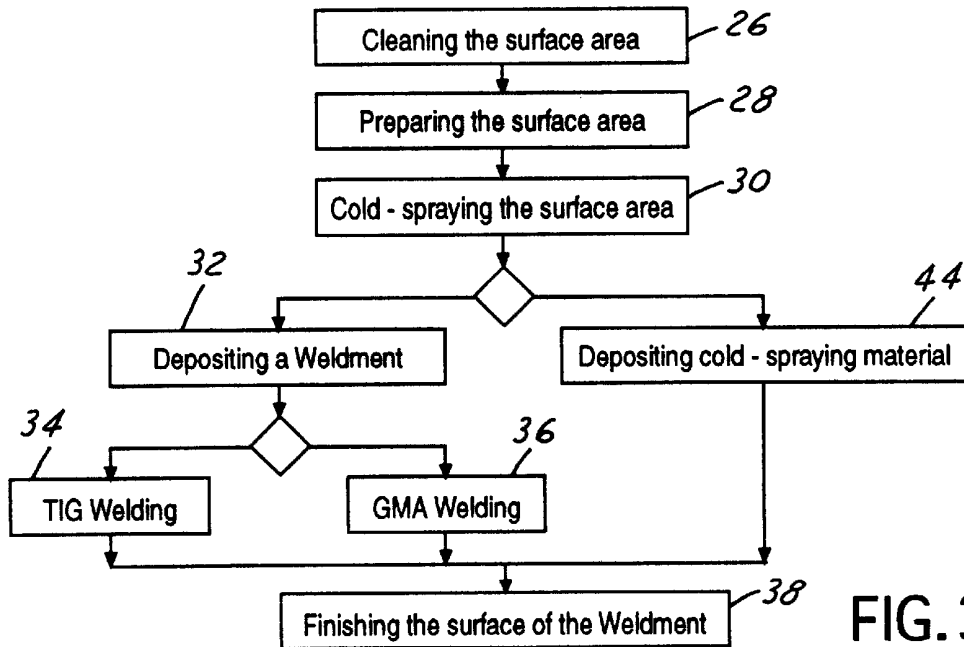 Cleaning the surface area
26
Preparing the surface area
28
Cold - spraying the surface area
30
32
Depositing a Weldment
44
Depositing cold - spraying material
34
TIG Welding
36
GMA Welding
Finishing the surface of the Weldment
38
FIG.